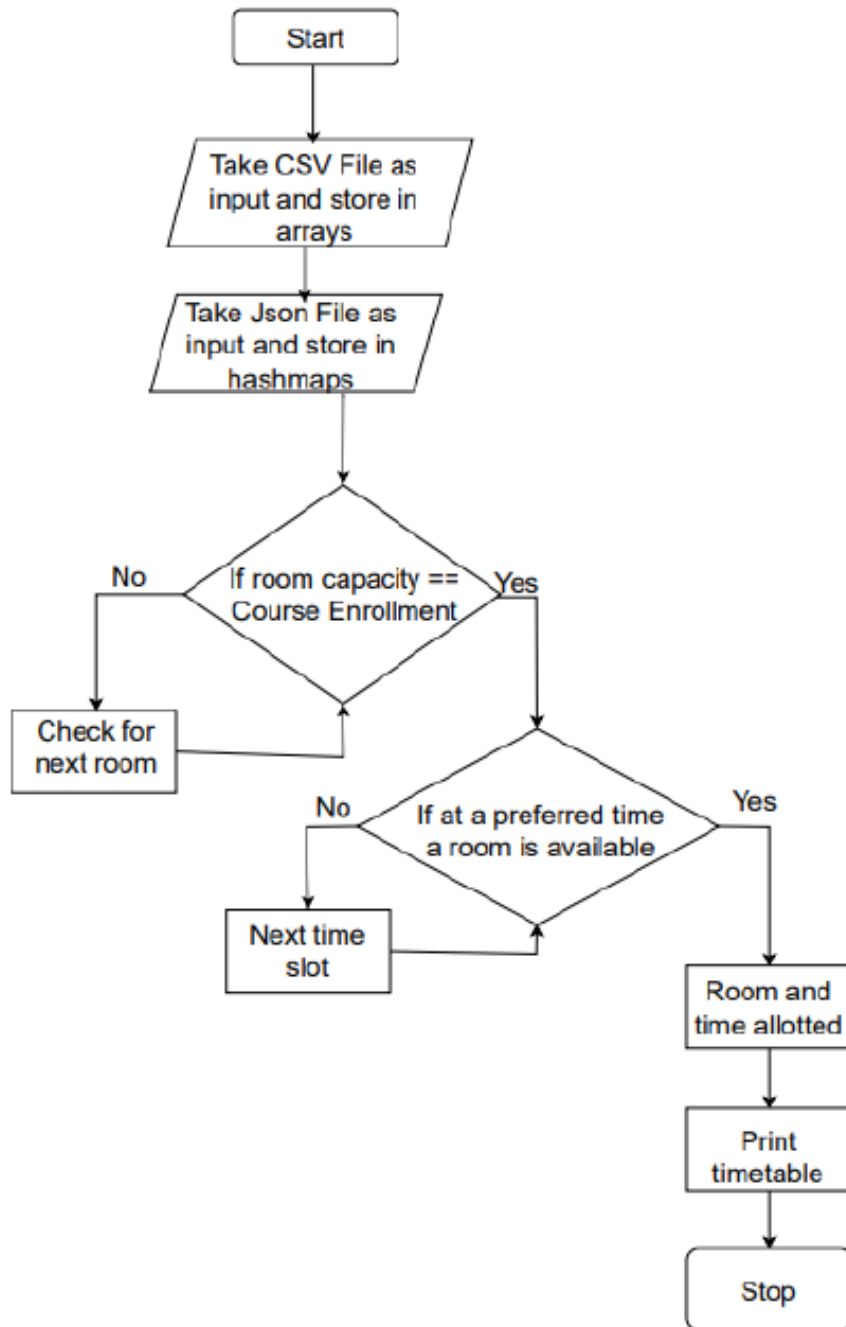 Start
Take CSV File as
input and store in
arrays
Take Json File as
input and store in
hashmaps
If room capacity ==
Course Enrollment
No
Yes
Check for
next room
If at a preferred time
a room is available
No
Yes
Next time
slot
Room and
time allotted
Print
timetable
Stop